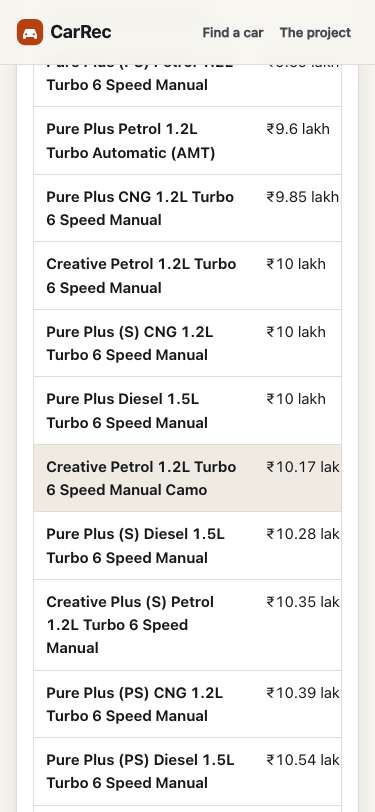 CarRec
Find a car
The project
Turbo 6 Speed Manual
Pure Plus Petrol 1.2L
Turbo Automatic (AMT)
₹9.6 lakh
Pure Plus CNG 1.2L Turbo
6 Speed Manual
₹9.85 lakh
Creative Petrol 1.2L Turbo
6 Speed Manual
₹10 lakh
Pure Plus (S) CNG 1.2L
Turbo 6 Speed Manual
₹10 lakh
Pure Plus Diesel 1.5L
Turbo 6 Speed Manual
₹10 lakh
Creative Petrol 1.2L Turbo
6 Speed Manual Camo
₹10.17 lak
Pure Plus (S) Diesel 1.5L
Turbo 6 Speed Manual
₹10.28 lak
Creative Plus (S) Petrol
1.2L Turbo 6 Speed
Manual
₹10.35 lak
Pure Plus (PS) CNG 1.2L
Turbo 6 Speed Manual
₹10.39 lak
Pure Plus (PS) Diesel 1.5L
Turbo 6 Speed Manual
₹10.54 lak